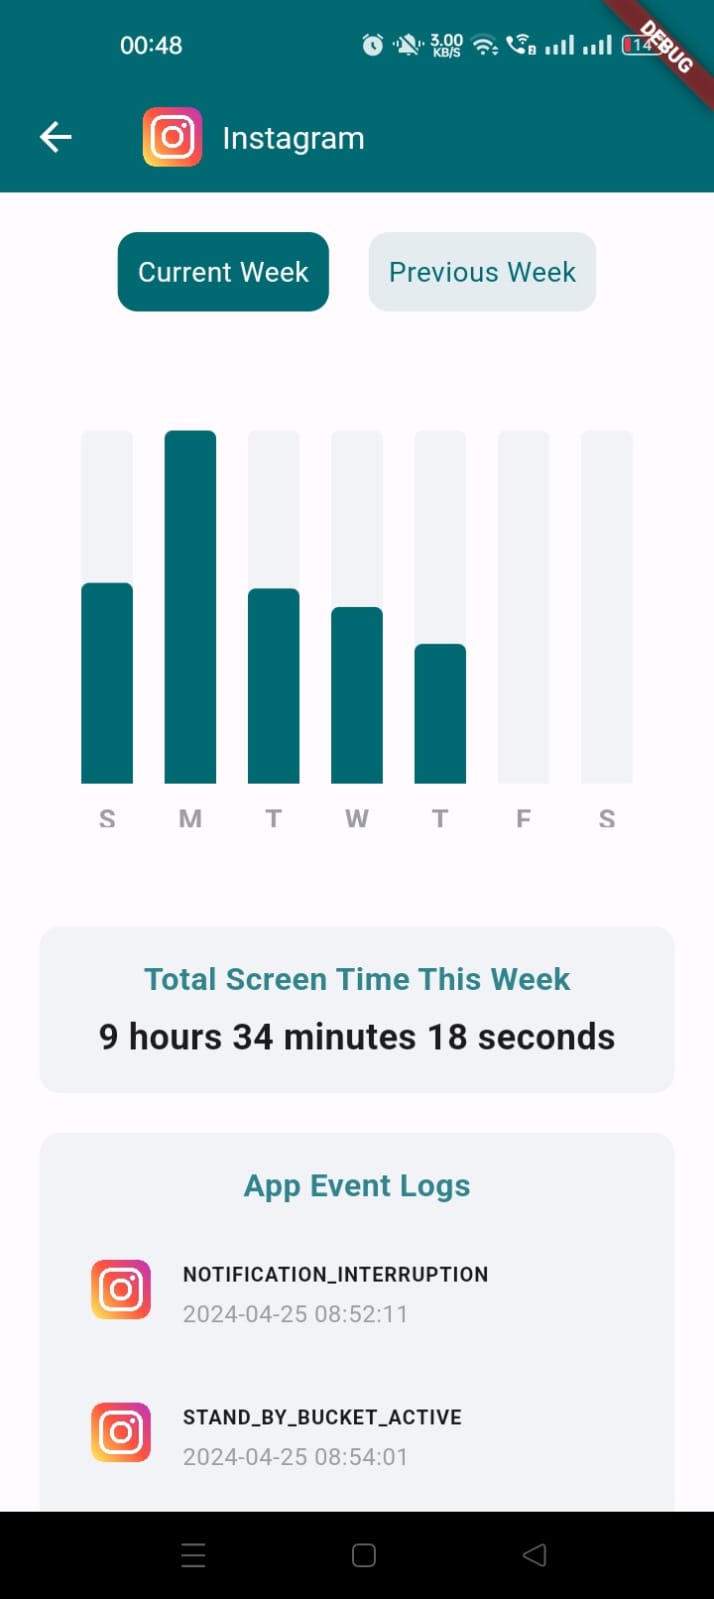 00:48
3.00
KB/S
14
DEBUG
Instagram
Current Week
Previous Week
S M T W T F S
Total Screen Time This Week
9 hours 34 minutes 18 seconds
App Event Logs
NOTIFICATION_INTERRUPTION
2024-04-25 08:52:11
STAND_BY_BUCKET_ACTIVE
2024-04-25 08:54:01